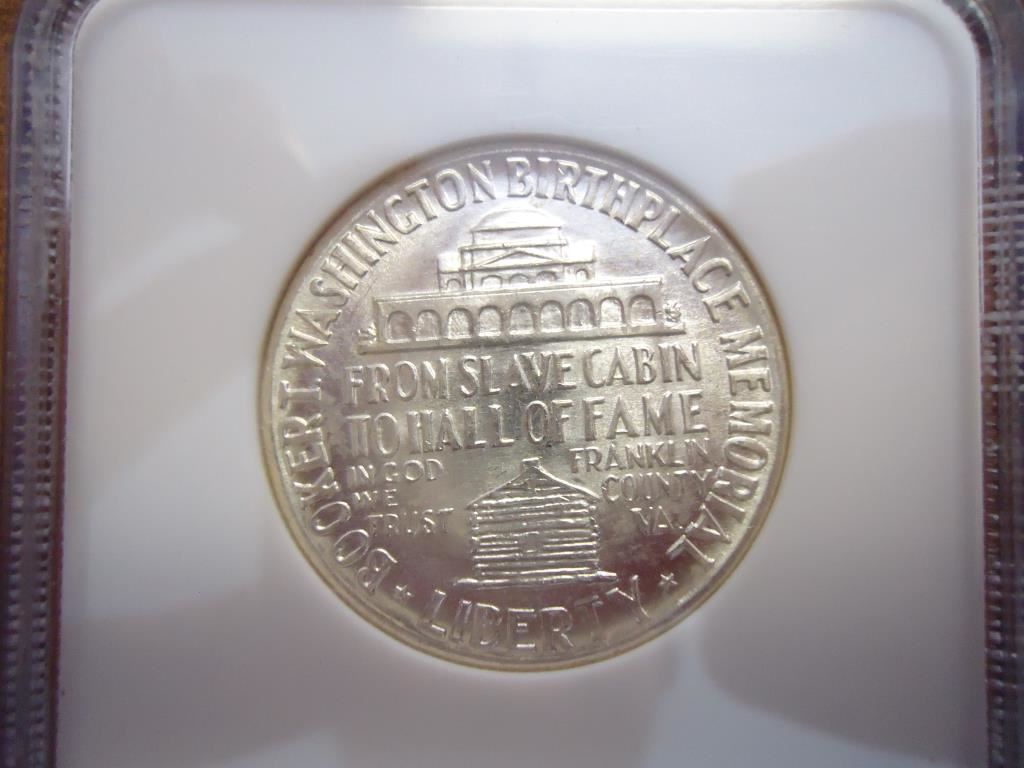 BOOKER T. WASHINGTON BIRTHPLACE MEMORIAL
FROM SLAVE CABIN
TO HALL OF FAME
IN GOD
WE
TRUST
FRANKLIN
COUNTY
VA.
LIBERTY